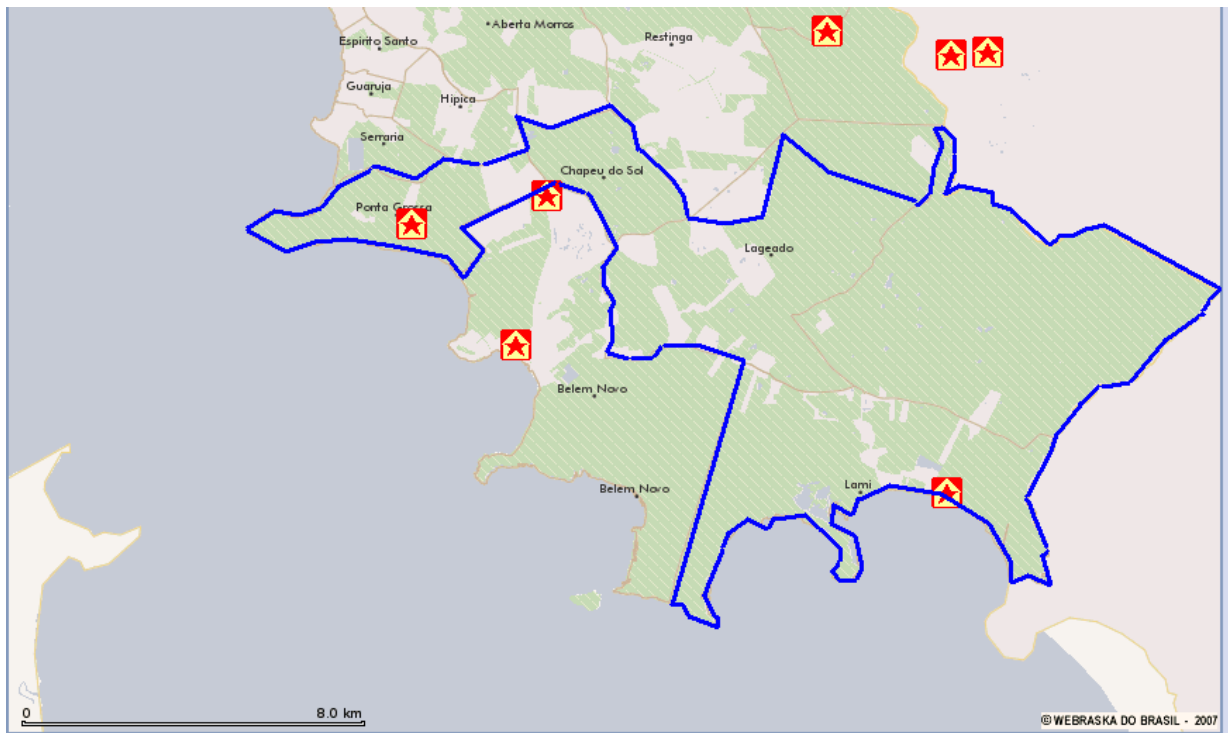 Aberta Morros
Restinga
Espirito Santo
Guaruja
Hipica
Serraria
Chapeu do Sol
Ponta Grossa
Lageado
Belem Novo
Lami
Belem Novo
0 8.0 km
© WEBRASKA DO BRASIL - 2007